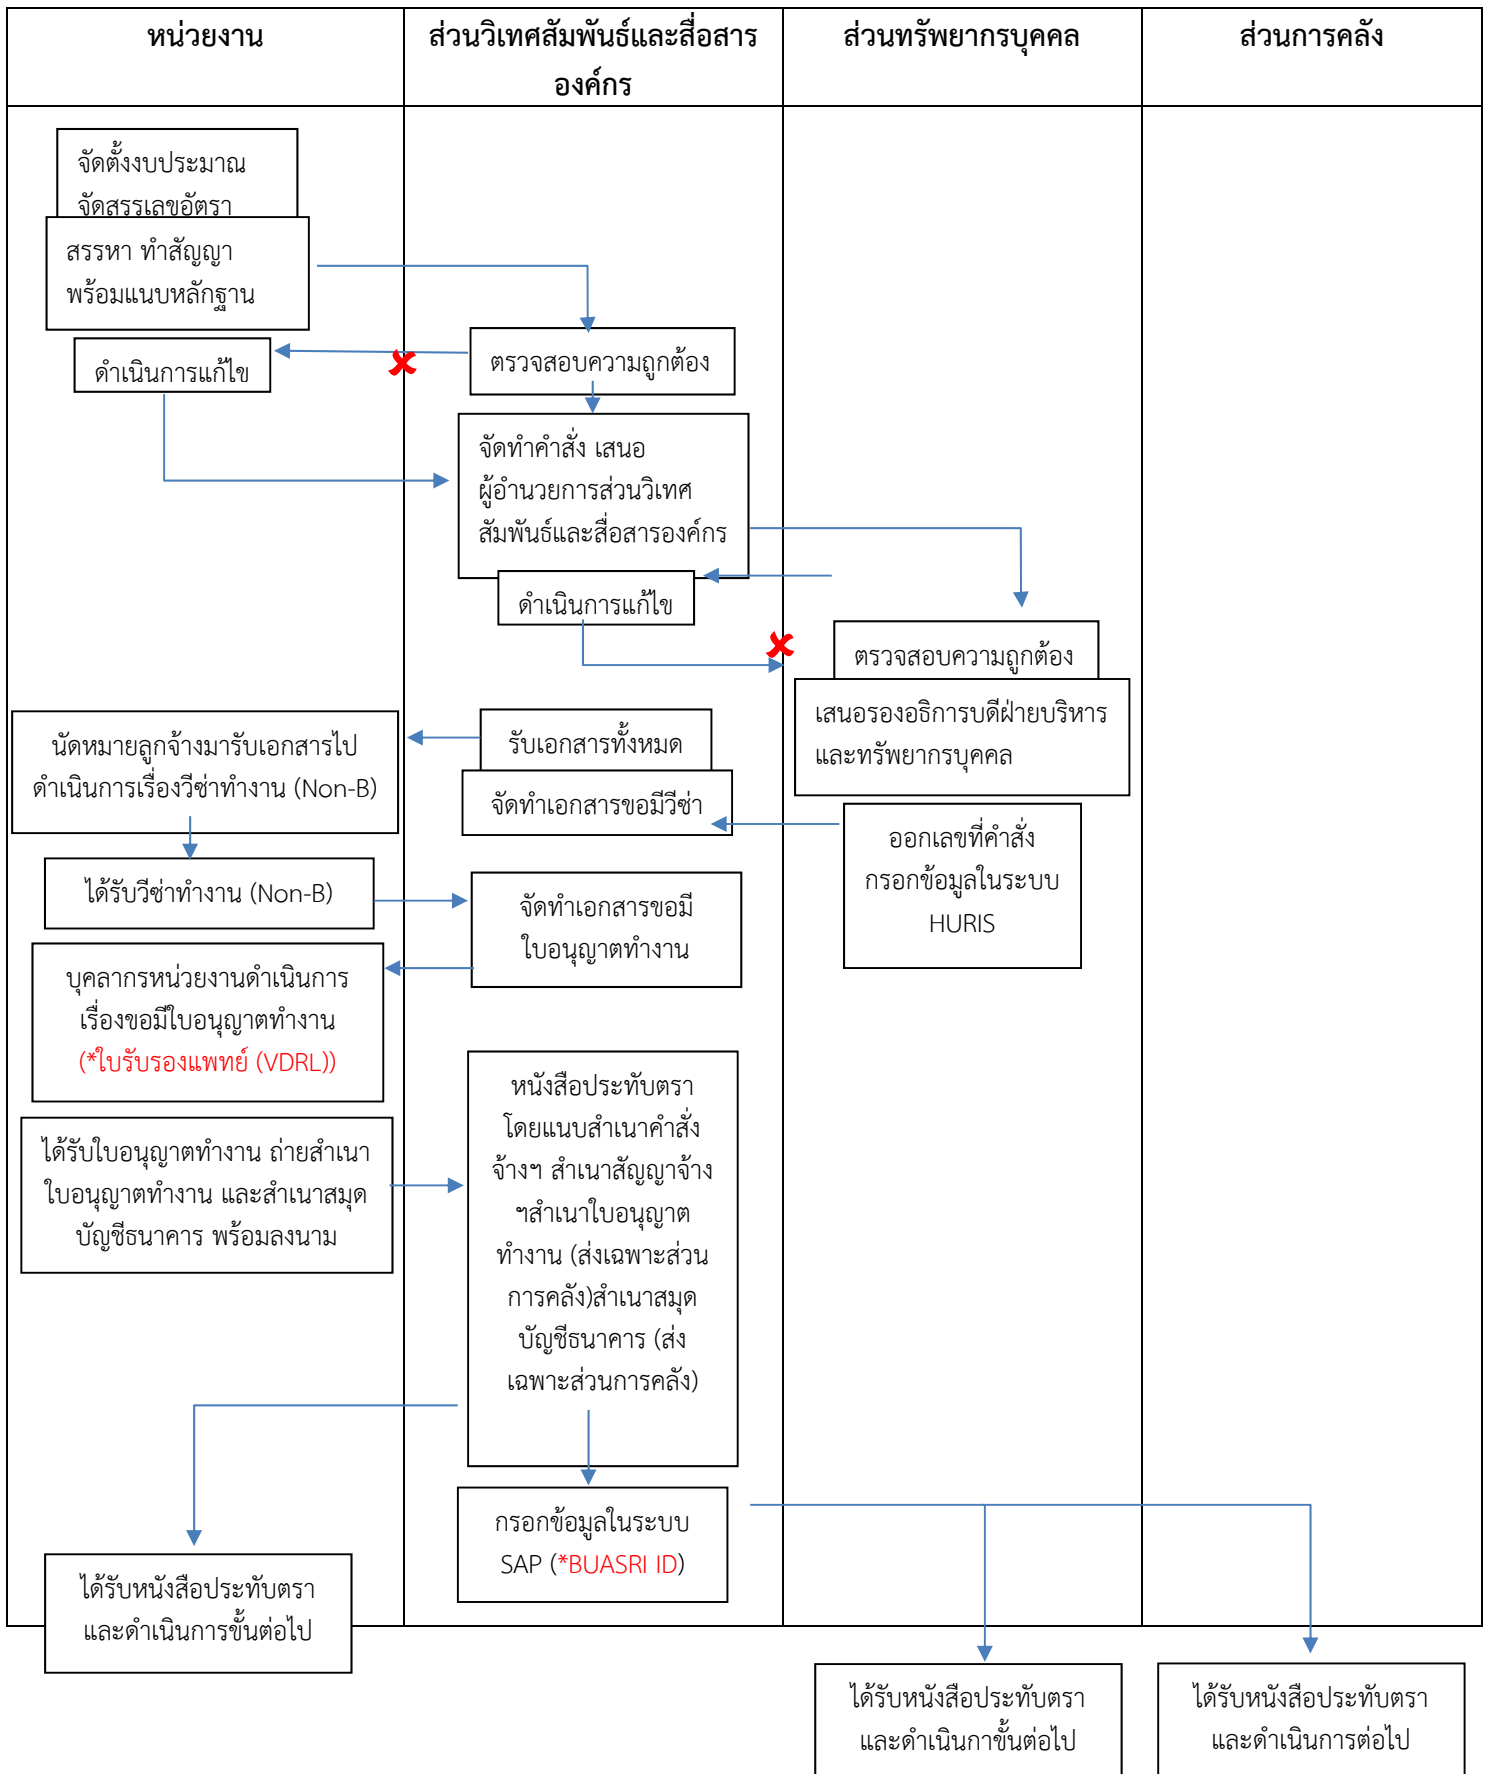 หน่วยงาน
ส่วนวิเทศสัมพันธ์และสื่อสาร
องค์กร
ส่วนทรัพยากรบุคคล
ส่วนการคลัง
จัดตั้งงบประมาณ
จัดสรรเลขอัตรา
สรรหา ทำสัญญา
พร้อมแนบหลักฐาน
ตรวจสอบความถูกต้อง
ดำเนินการแก้ไข
จัดทำคำสั่ง เสนอ
ผู้อำนวยการส่วนวิเทศ
สัมพันธ์และสื่อสารองค์กร
ดำเนินการแก้ไข
ตรวจสอบความถูกต้อง
เสนอรองอธิการบดีฝ่ายบริหาร
และทรัพยากรบุคคล
ออกเลขที่คำสั่ง
กรอกข้อมูลในระบบ
HURIS
รับเอกสารทั้งหมด
จัดทำเอกสารขอมีวีซ่า
นัดหมายลูกจ้างมารับเอกสารไป
ดำเนินการเรื่องวีซ่าทำงาน (Non-B)
ได้รับวีซ่าทำงาน (Non-B)
จัดทำเอกสารขอมี
ใบอนุญาตทำงาน
บุคลากรหน่วยงานดำเนินการ
เรื่องขอมีใบอนุญาตทำงาน
(*ใบรับรองแพทย์ (VDRL))
ได้รับใบอนุญาตทำงาน ถ่ายสำเนา
ใบอนุญาตทำงาน และสำเนาสมุด
บัญชีธนาคาร พร้อมลงนาม
หนังสือประทับตรา
โดยแนบสำเนาคำสั่ง
จ้างฯ สำเนาสัญญาจ้าง
ฯสำเนาใบอนุญาต
ทำงาน (ส่งเฉพาะส่วน
การคลัง)สำเนาสมุด
บัญชีธนาคาร (ส่ง
เฉพาะส่วนการคลัง)
กรอกข้อมูลในระบบ
SAP (*BUASRI ID)
ได้รับหนังสือประทับตรา
และดำเนินการขั้นต่อไป
ได้รับหนังสือประทับตรา
และดำเนินกาขั้นต่อไป
ได้รับหนังสือประทับตรา
และดำเนินการต่อไป